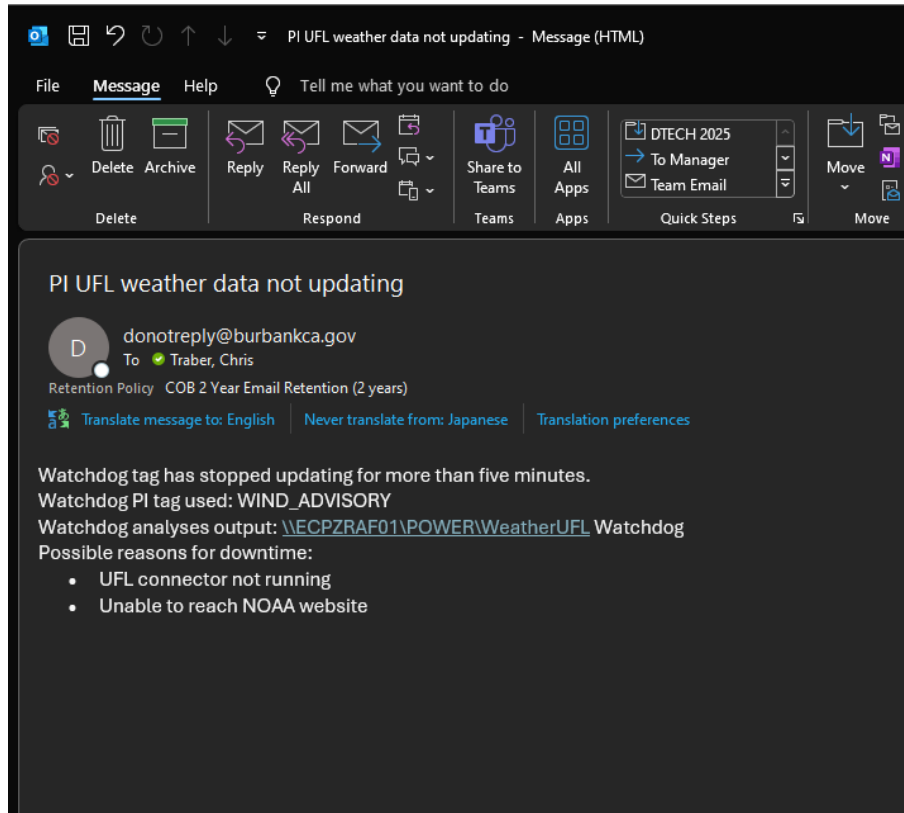 PI UFL weather data not updating - Message (HTML)
File Message Help Tell me what you want to do
Delete Archive Reply Reply All Forward Share to Teams All Apps DTECH 2025 To Manager Team Email Move
Delete Respond Teams Apps Quick Steps Move
PI UFL weather data not updating
D
donotreply@burbankca.gov
To Traber, Chris
Retention Policy COB 2 Year Email Retention (2 years)
Translate message to: English Never translate from: Japanese Translation preferences
Watchdog tag has stopped updating for more than five minutes.
Watchdog PI tag used: WIND_ADVISORY
Watchdog analyses output: \\ECPZRAF01\POWER\WeatherUFL Watchdog
Possible reasons for downtime:
• UFL connector not running
• Unable to reach NOAA website